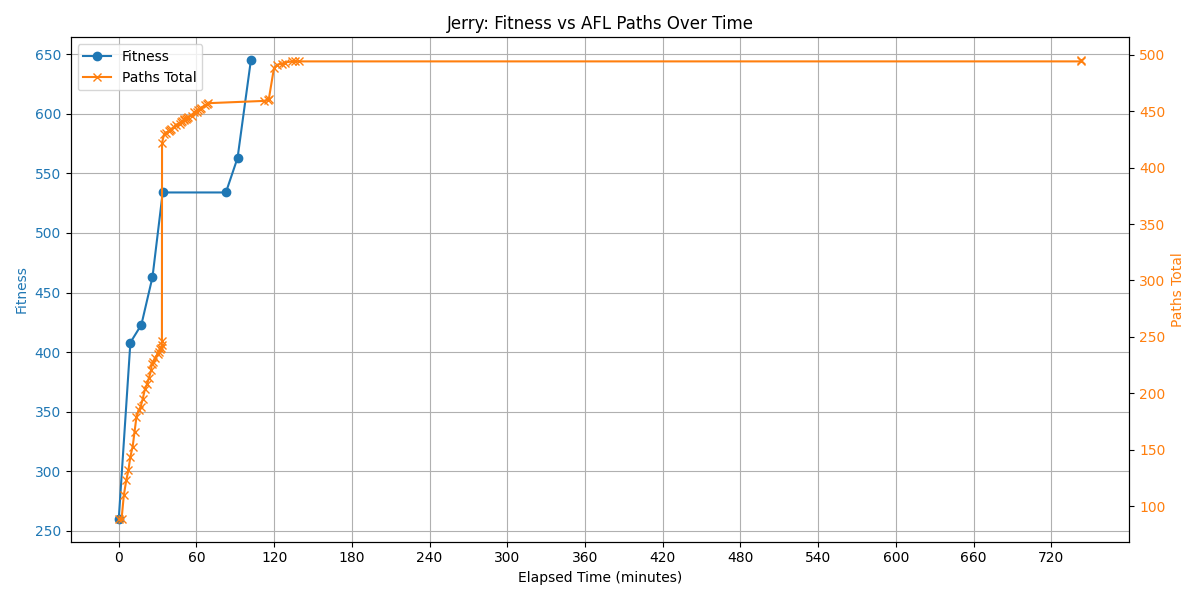 Jerry: Fitness vs AFL Paths Over Time
Fitness
Paths Total
650
600
550
500
450
400
350
300
250
Fitness
500
450
400
350
300
250
200
150
100
Paths Total
0 60 120 180 240 300 360 420 480 540 600 660 720
Elapsed Time (minutes)